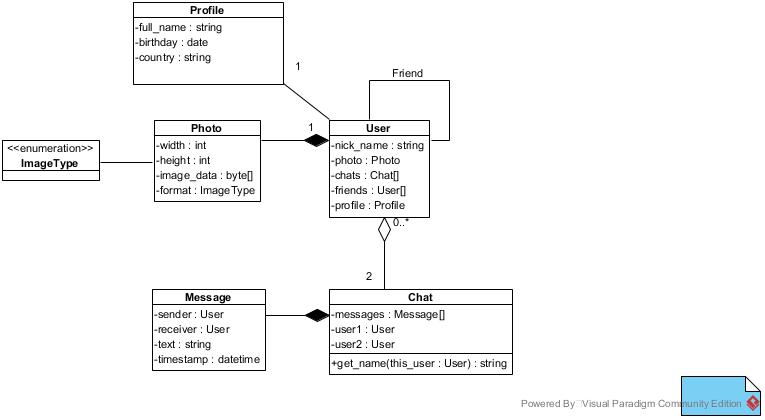 Profile
-full_name : string
-birthday : date
-country : string
1
Friend
<<enumeration>>
ImageType
Photo
-width : int
-height : int
-image_data : byte[]
-format : ImageType
1
User
-nick_name : string
-photo : Photo
-chats : Chat[]
-friends : User[]
-profile : Profile
0..*
2
Message
-sender : User
-receiver : User
-text : string
-timestamp : datetime
Chat
-messages : Message[]
-user1 : User
-user2 : User
+get_name(this_user : User) : string
Powered By Visual Paradigm Community Edition